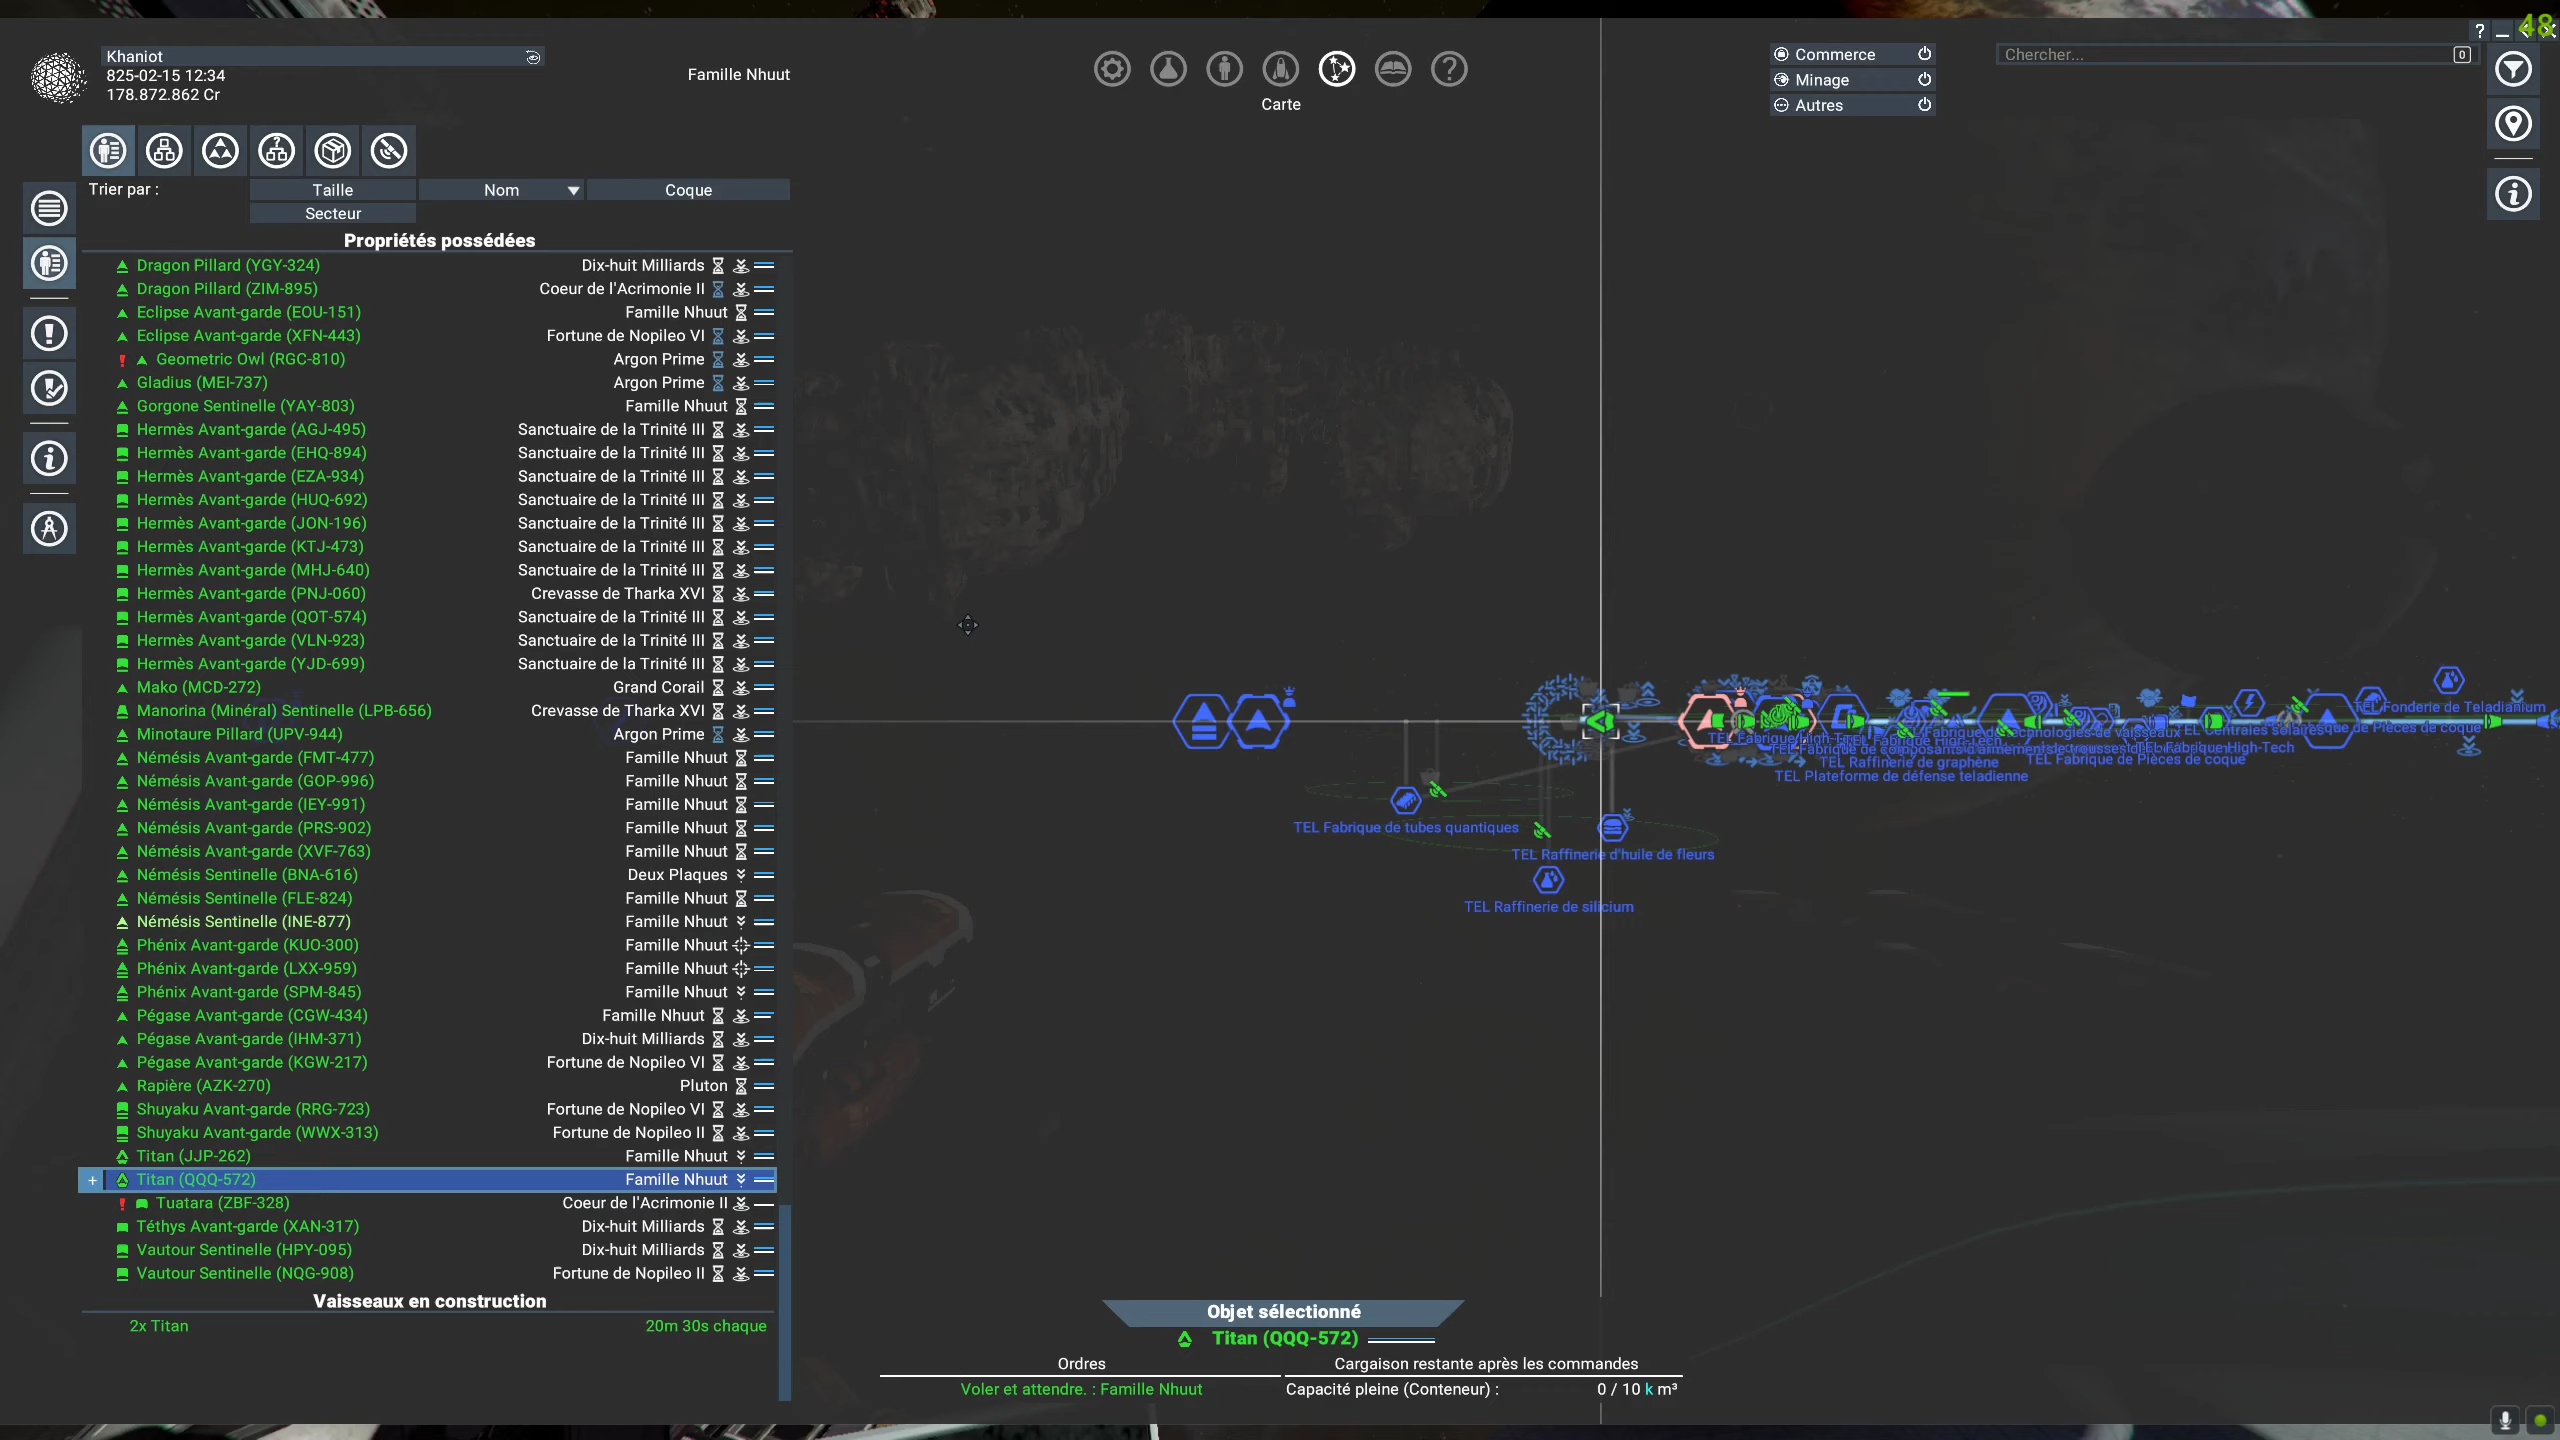 48
Khaniot
825-02-15 12:34
178.872.862 Cr
Famille Nhuut
Carte
Commerce
Minage
Autres
Chercher...
0
Trier par :
Taille
Nom
Coque
Secteur
Propriétés possédées
Dragon Pillard (YGY-324) Dix-huit Milliards
Dragon Pillard (ZIM-895) Coeur de l'Acrimonie II
Eclipse Avant-garde (EOU-151) Famille Nhuut
Eclipse Avant-garde (XFN-443) Fortune de Nopileo VI
! Geometric Owl (RGC-810) Argon Prime
Gladius (MEI-737) Argon Prime
Gorgone Sentinelle (YAY-803) Famille Nhuut
Hermès Avant-garde (AGJ-495) Sanctuaire de la Trinité III
Hermès Avant-garde (EHQ-894) Sanctuaire de la Trinité III
Hermès Avant-garde (EZA-934) Sanctuaire de la Trinité III
Hermès Avant-garde (HUQ-692) Sanctuaire de la Trinité III
Hermès Avant-garde (JON-196) Sanctuaire de la Trinité III
Hermès Avant-garde (KTJ-473) Sanctuaire de la Trinité III
Hermès Avant-garde (MHJ-640) Sanctuaire de la Trinité III
Hermès Avant-garde (PNJ-060) Crevasse de Tharka XVI
Hermès Avant-garde (QOT-574) Sanctuaire de la Trinité III
Hermès Avant-garde (VLN-923) Sanctuaire de la Trinité III
Hermès Avant-garde (YJD-699) Sanctuaire de la Trinité III
Mako (MCD-272) Grand Corail
Manorina (Minéral) Sentinelle (LPB-656) Crevasse de Tharka XVI
Minotaure Pillard (UPV-944) Argon Prime
Némésis Avant-garde (FMT-477) Famille Nhuut
Némésis Avant-garde (GOP-996) Famille Nhuut
Némésis Avant-garde (IEY-991) Famille Nhuut
Némésis Avant-garde (PRS-902) Famille Nhuut
Némésis Avant-garde (XVF-763) Famille Nhuut
Némésis Sentinelle (BNA-616) Deux Plaques
Némésis Sentinelle (FLE-824) Famille Nhuut
Némésis Sentinelle (INE-877) Famille Nhuut
Phénix Avant-garde (KUO-300) Famille Nhuut
Phénix Avant-garde (LXX-959) Famille Nhuut
Phénix Avant-garde (SPM-845) Famille Nhuut
Pégase Avant-garde (CGW-434) Famille Nhuut
Pégase Avant-garde (IHM-371) Dix-huit Milliards
Pégase Avant-garde (KGW-217) Fortune de Nopileo VI
Rapière (AZK-270) Pluton
Shuyaku Avant-garde (RRG-723) Fortune de Nopileo VI
Shuyaku Avant-garde (WWX-313) Fortune de Nopileo II
Titan (JJP-262) Famille Nhuut
+ Titan (QQQ-572) Famille Nhuut
! Tuatara (ZBF-328) Coeur de l'Acrimonie II
Téthys Avant-garde (XAN-317) Dix-huit Milliards
Vautour Sentinelle (HPY-095) Dix-huit Milliards
Vautour Sentinelle (NQG-908) Fortune de Nopileo II
Vaisseaux en construction
2x Titan 20m 30s chaque
TEL Fonderie de Teladianium
TEL Fabrique High-Tech
TEL Raffinerie de graphène
TEL Fabrique de Pièces de coque
TEL Plateforme de défense teladienne
TEL Fabrique de tubes quantiques
TEL Raffinerie d'huile de fleurs
TEL Raffinerie de silicium
Objet sélectionné
Titan (QQQ-572)
Ordres
Cargaison restante après les commandes
Voler et attendre. : Famille Nhuut
Capacité pleine (Conteneur) : 0 / 10 k m³